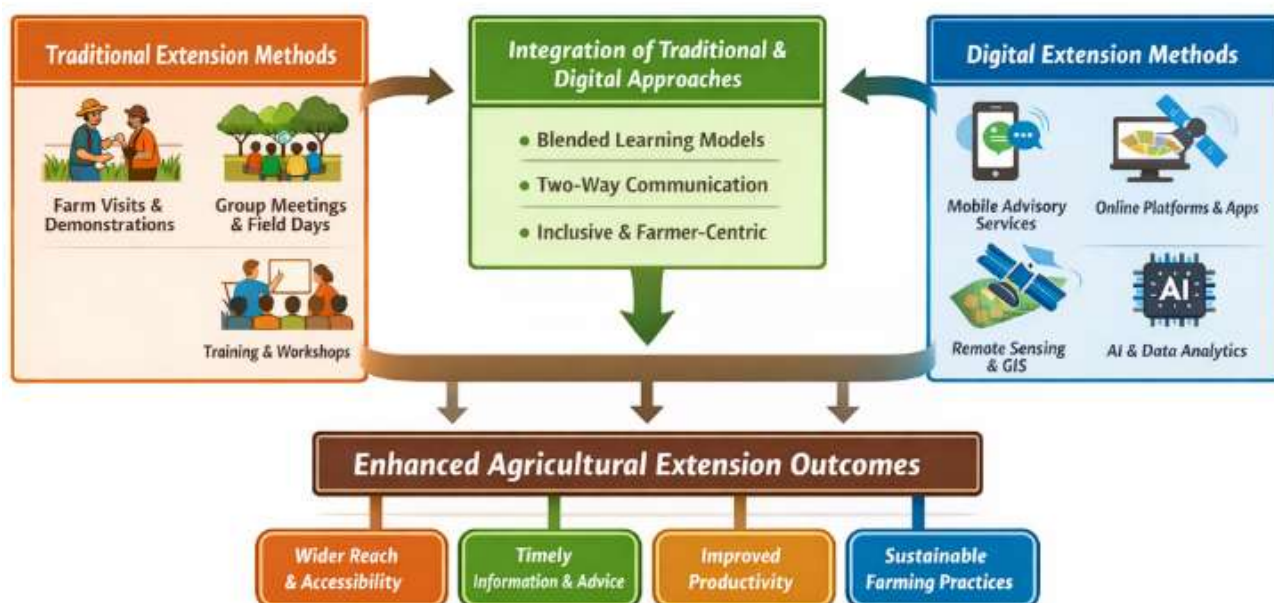 Traditional Extension Methods
Farm Visits &
Demonstrations
Group Meetings
& Field Days
Training & Workshops
Integration of Traditional &
Digital Approaches
• Blended Learning Models
• Two-Way Communication
• Inclusive & Farmer-Centric
Digital Extension Methods
Mobile Advisory
Services
Online Platforms & Apps
Remote Sensing
& GIS
AI
AI & Data Analytics
Enhanced Agricultural Extension Outcomes
Wider Reach
& Accessibility
Timely
Information & Advice
Improved
Productivity
Sustainable
Farming Practices